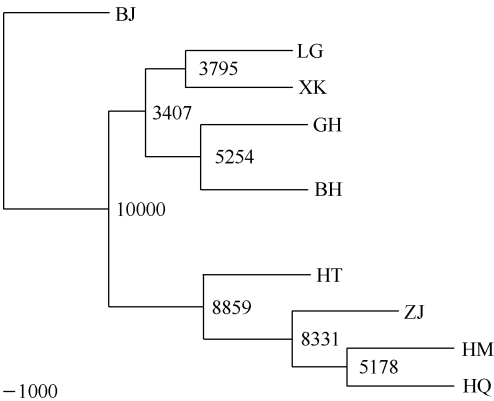 BJ
LG
3795
XK
3407
GH
5254
BH
10000
HT
8859
ZJ
8331
HM
5178
HQ
−1000